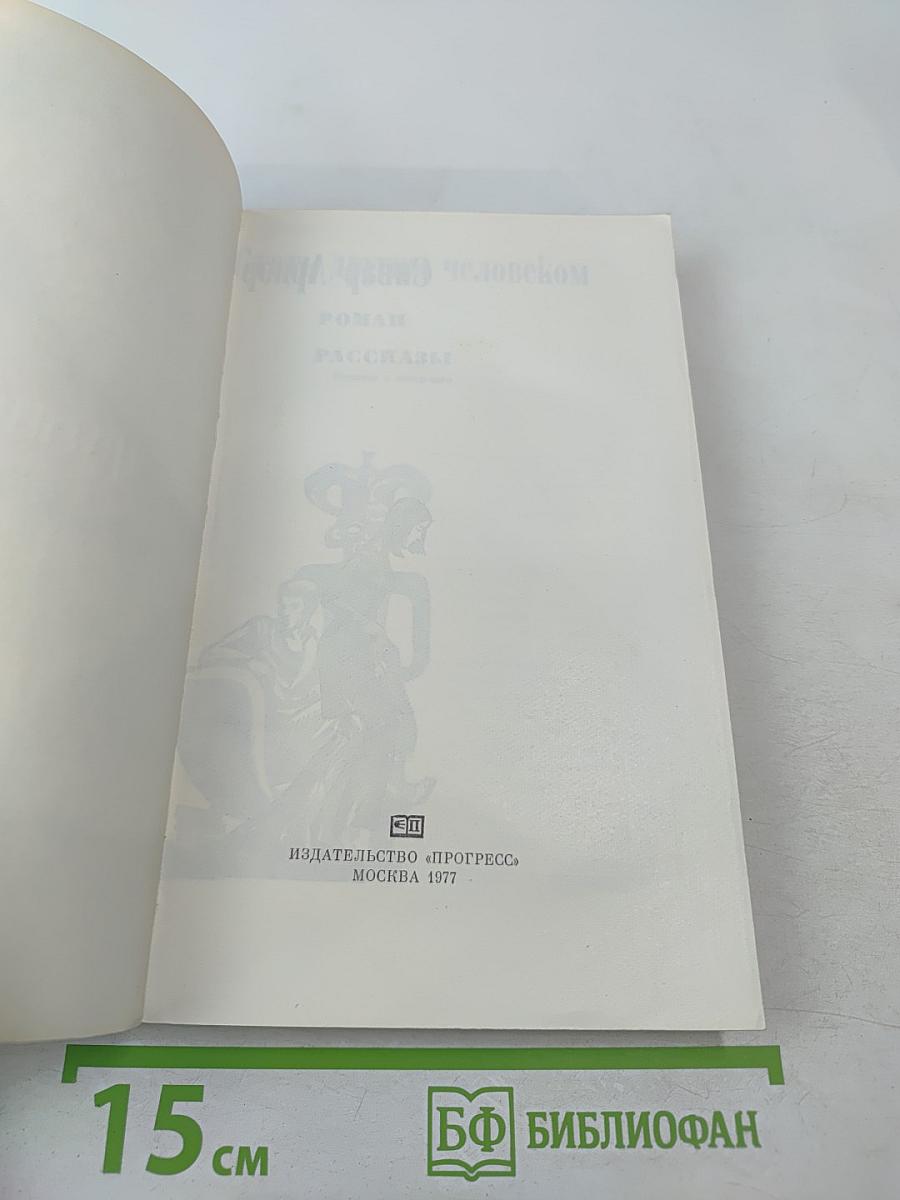 человеком
РОМАН
РАССКАЗЫ
ИЗДАТЕЛЬСТВО «ПРОГРЕСС»
МОСКВА 1977
15 см
БФ БИБЛИОФАН